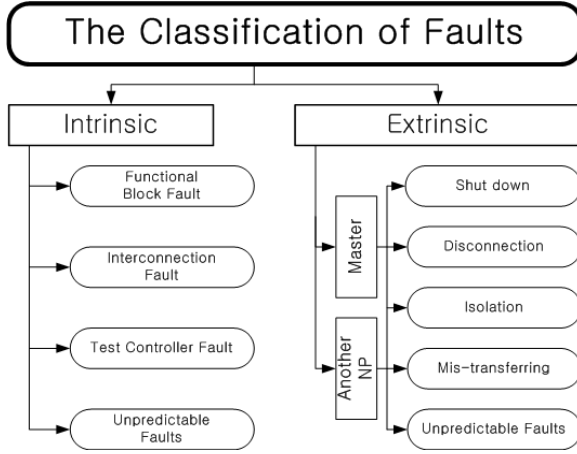 The Classification of Faults
Intrinsic
Functional
Block Fault
Interconnection
Fault
Test Controller Fault
Unpredictable
Faults
Extrinsic
Master
Another
NP
Shut down
Disconnection
Isolation
Mis-transferring
Unpredictable Faults